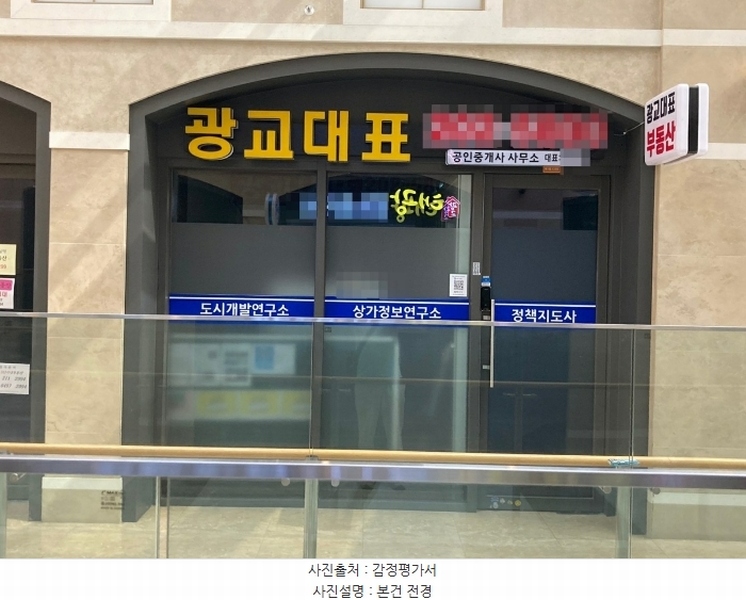 광교대표
공인중개사 사무소 대표
광교대표
부동산
도시개발연구소
상가정보연구소
정책지도사
사진출처 : 감정평가서
사진설명 : 본건 전경